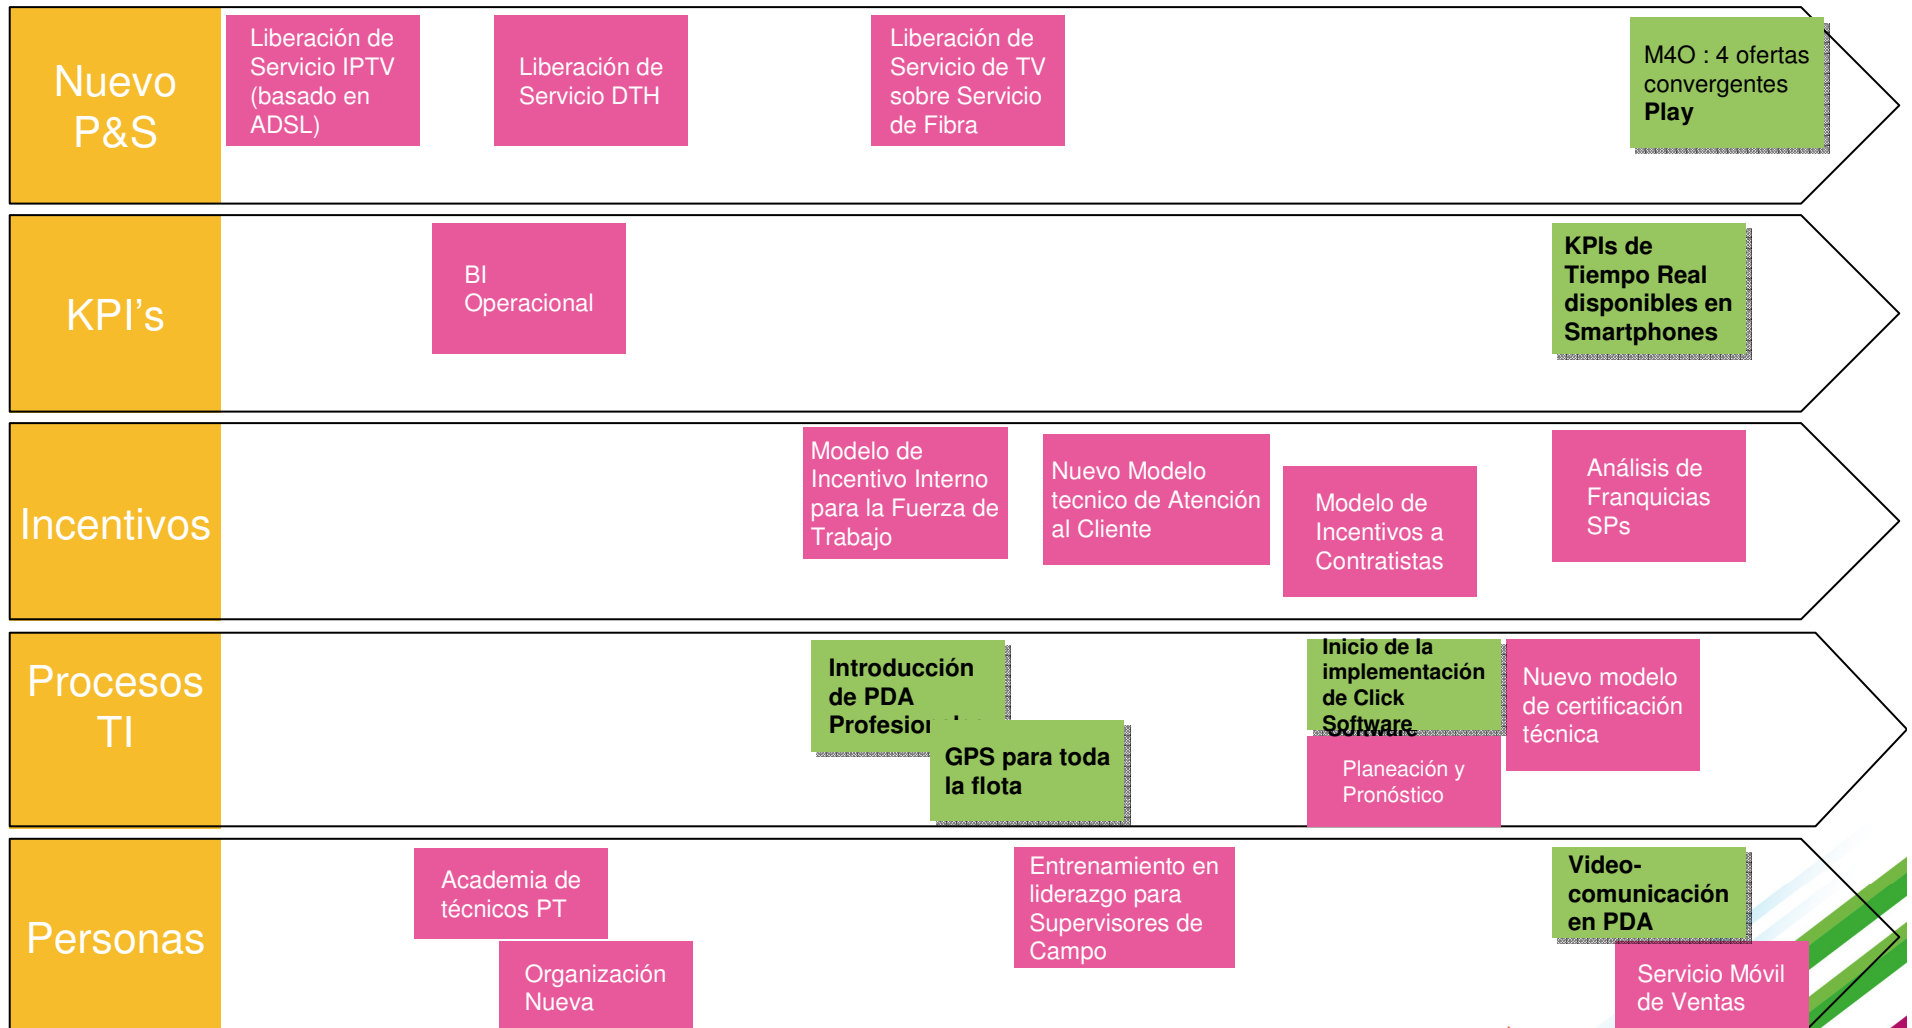 Nuevo
P&S
Liberación de
Servicio IPTV
(basado en
ADSL)
Liberación de
Servicio DTH
Liberación de
Servicio de TV
sobre Servicio
de Fibra
M4O : 4 ofertas
convergentes
Play
KPI’s
BI
Operacional
KPIs de
Tiempo Real
disponibles en
Smartphones
Incentivos
Modelo de
Incentivo Interno
para la Fuerza de
Trabajo
Nuevo Modelo
tecnico de Atención
al Cliente
Modelo de
Incentivos a
Contratistas
Análisis de
Franquicias
SPs
Procesos
TI
Introducción
de PDA
GPS para toda
la flota
Inicio de la
implementación
de Click
Software
Planeación y
Pronóstico
Nuevo modelo
de certificación
técnica
Personas
Academia de
técnicos PT
Organización
Nueva
Entrenamiento en
liderazgo para
Supervisores de
Campo
Video-
comunicación
en PDA
Servicio Móvil
de Ventas